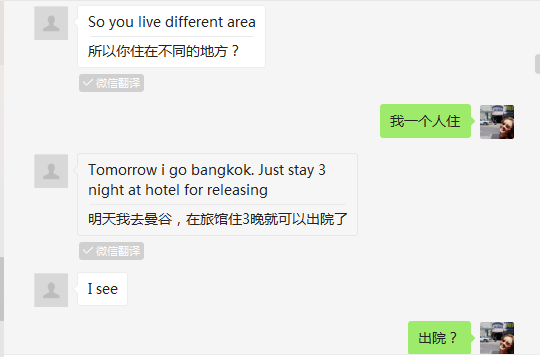 So you live different area
所以你住在不同的地方？
微信翻译
我一个人住
Tomorrow i go bangkok. Just stay 3
night at hotel for releasing
明天我去曼谷，在旅馆住3晚就可以出院了
微信翻译
I see
出院？